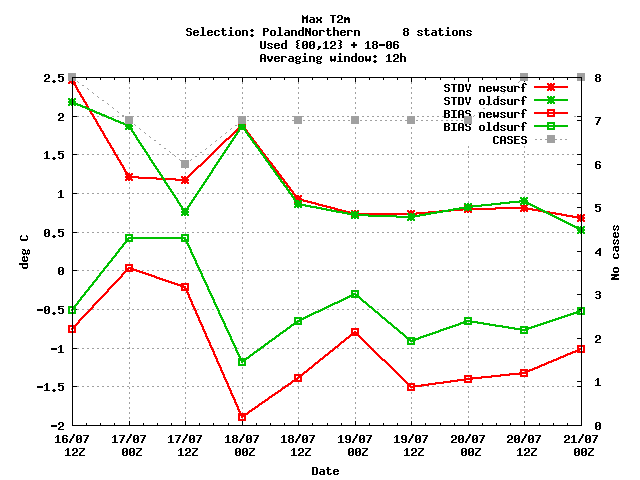 Max T2m
Selection: PolandNorthern 8 stations
Used {00,12} + 18-06
Averaging window: 12h
STDV newsurf
STDV oldsurf
BIAS newsurf
BIAS oldsurf
CASES
deg C
2.5
2
1.5
1
0.5
0
-0.5
-1
-1.5
-2
No cases
8
7
6
5
4
3
2
1
0
16/07 17/07 17/07 18/07 18/07 19/07 19/07 20/07 20/07 21/07
12Z 00Z 12Z 00Z 12Z 00Z 12Z 00Z 12Z 00Z
Date